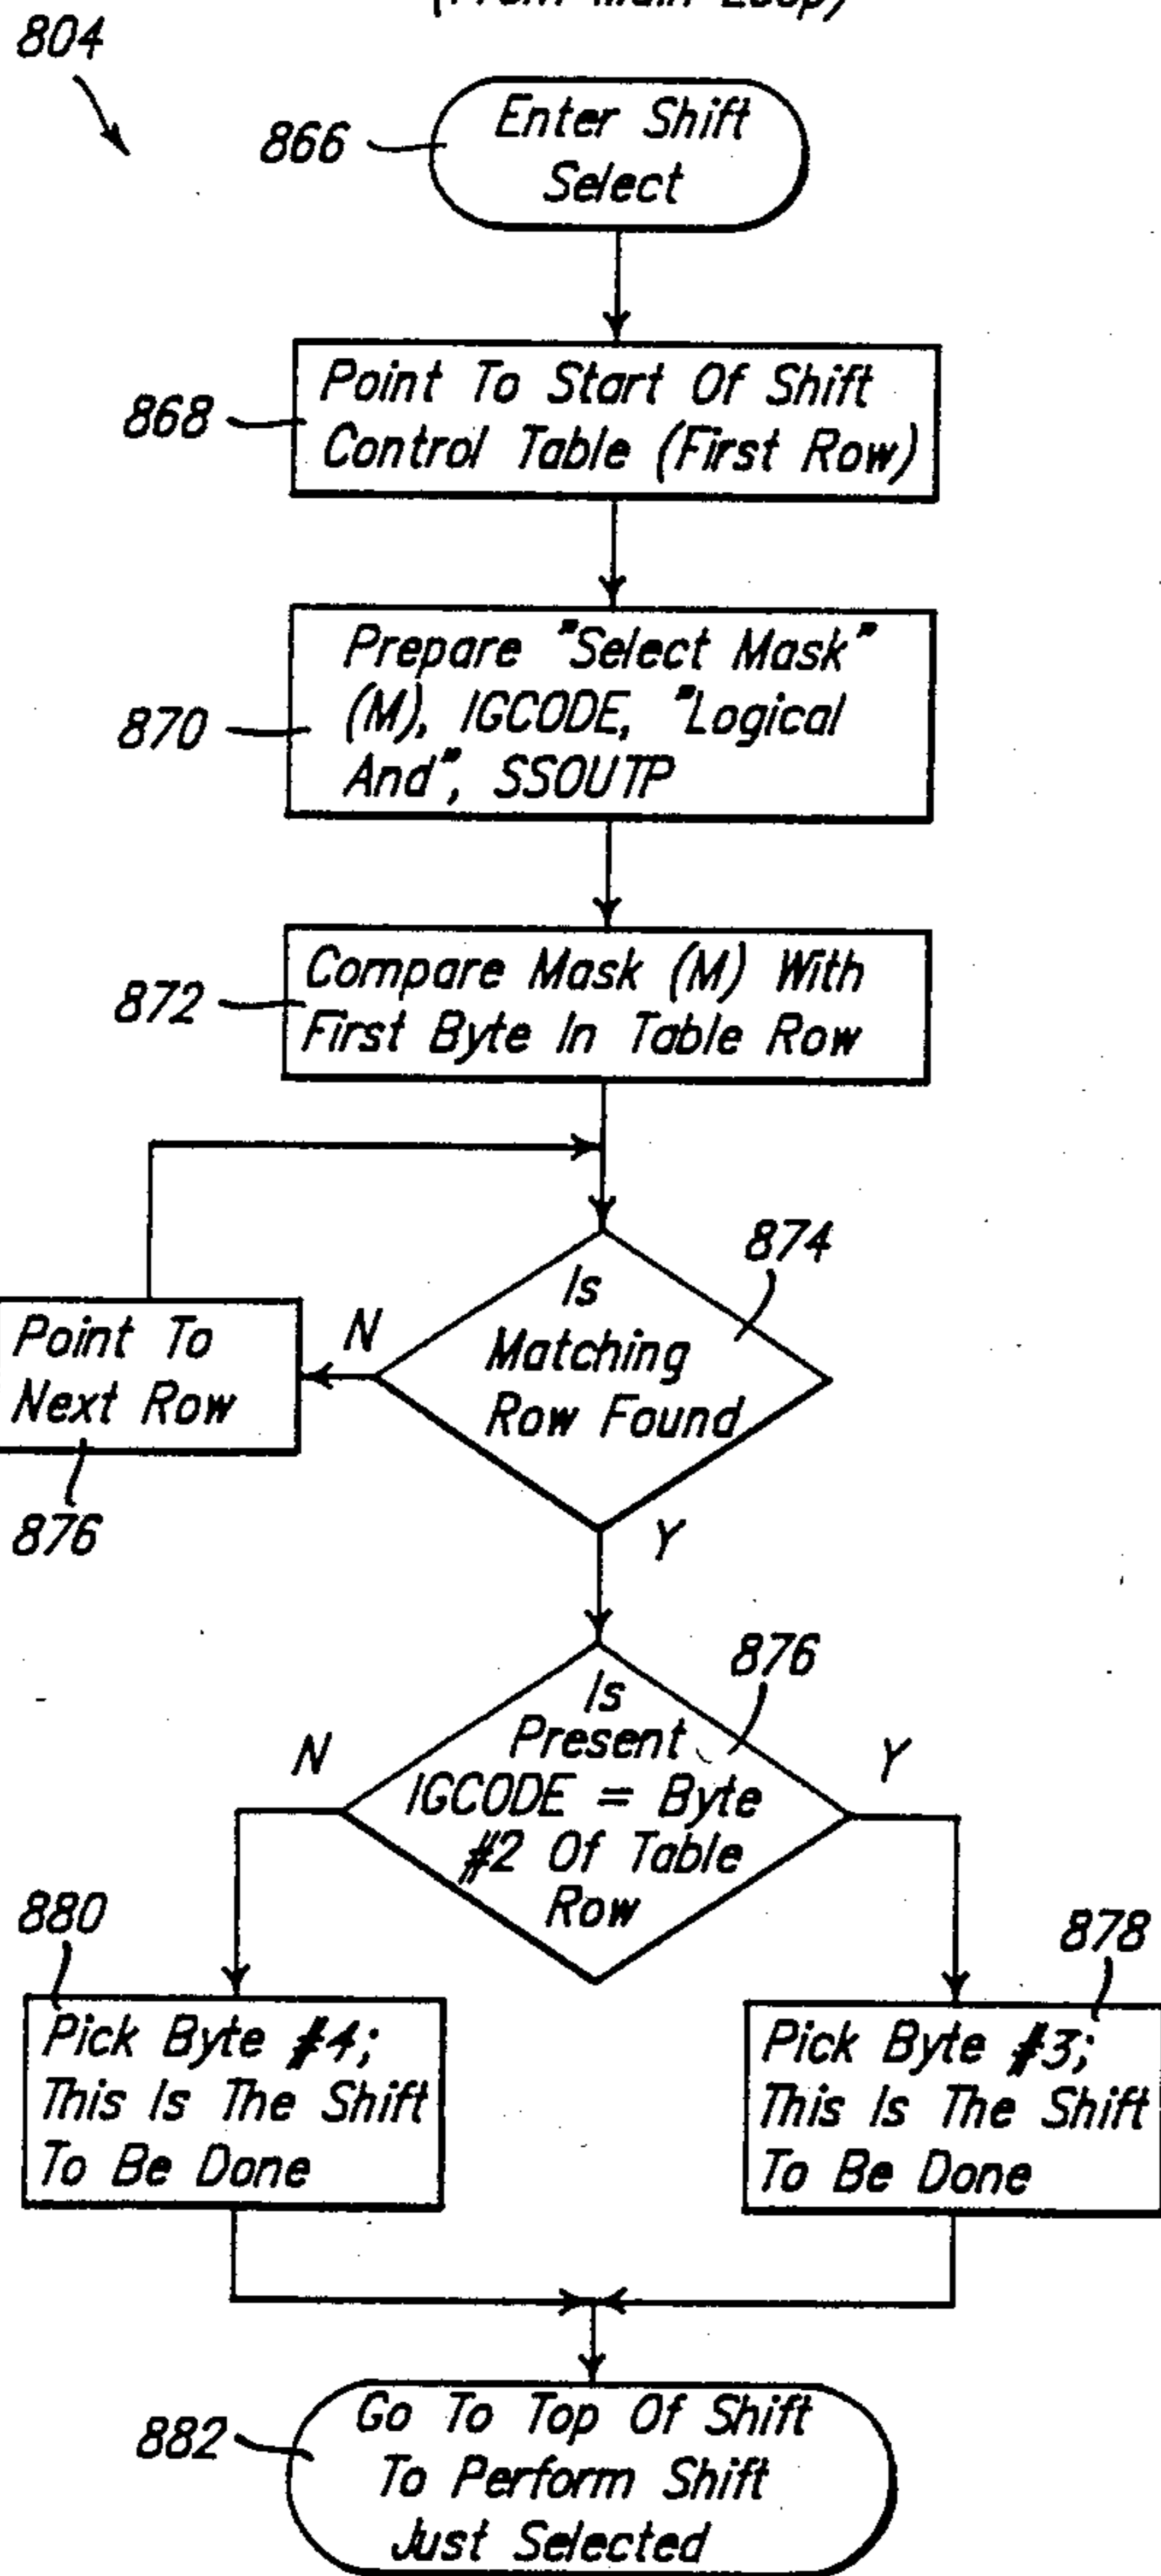 (From Main Loop)
804
866
Enter Shift
Select
868
Point To Start Of Shift
Control Table (First Row)
870
Prepare "Select Mask"
(M), IGCODE, "Logical
And", SSOUTP
872
Compare Mask (M) With
First Byte In Table Row
874
Is
Matching
Row Found
N
Point To
Next Row
876
Y
876
Is
Present
IGCODE = Byte
#2 Of Table
Row
N
Y
880
Pick Byte #4;
This Is The Shift
To Be Done
878
Pick Byte #3;
This Is The Shift
To Be Done
882
Go To Top Of Shift
To Perform Shift
Just Selected